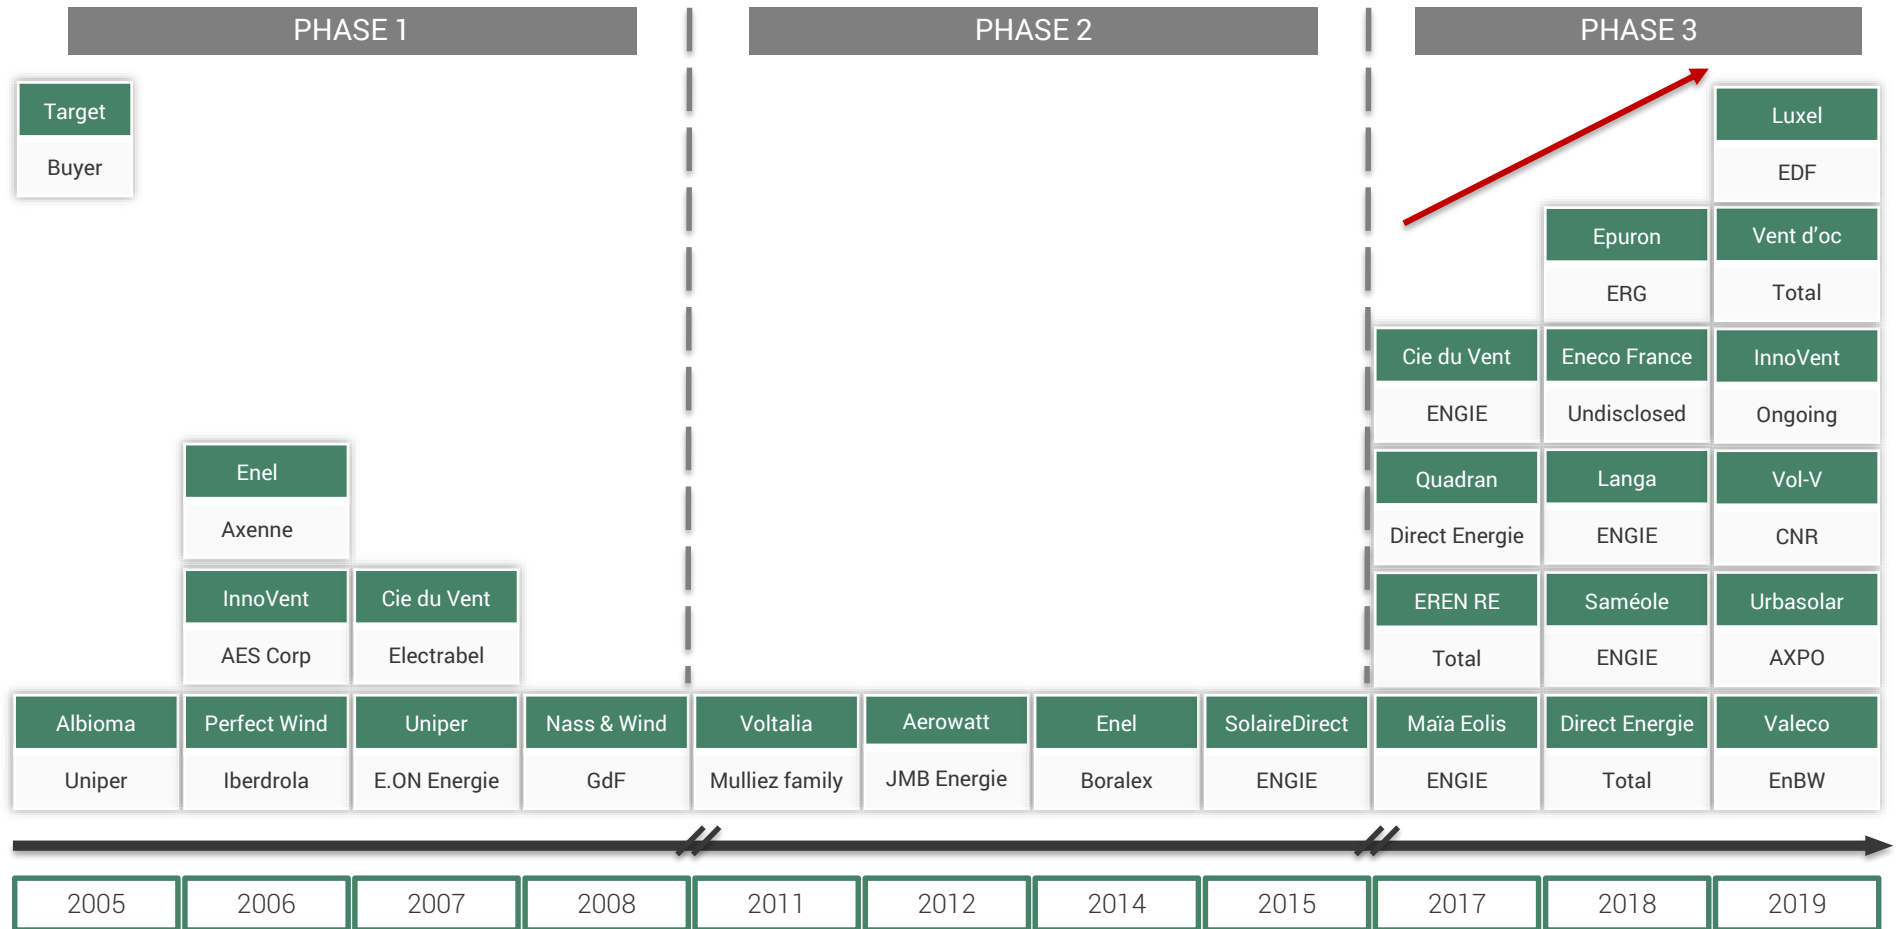 PHASE 1
PHASE 2
PHASE 3
Target
Buyer
Luxel
EDF
Epuron
Vent d’oc
ERG
Total
Cie du Vent
Eneco France
InnoVent
ENGIE
Undisclosed
Ongoing
Enel
Quadran
Langa
Vol-V
Axenne
Direct Energie
ENGIE
CNR
InnoVent
Cie du Vent
EREN RE
Saméole
Urbasolar
AES Corp
Electrabel
Total
ENGIE
AXPO
Albioma
Perfect Wind
Uniper
Nass & Wind
Voltalia
Aerowatt
Enel
SolaireDirect
Maïa Eolis
Direct Energie
Valeco
Uniper
Iberdrola
E.ON Energie
GdF
Mulliez family
JMB Energie
Boralex
ENGIE
ENGIE
Total
EnBW
2005
2006
2007
2008
2011
2012
2014
2015
2017
2018
2019